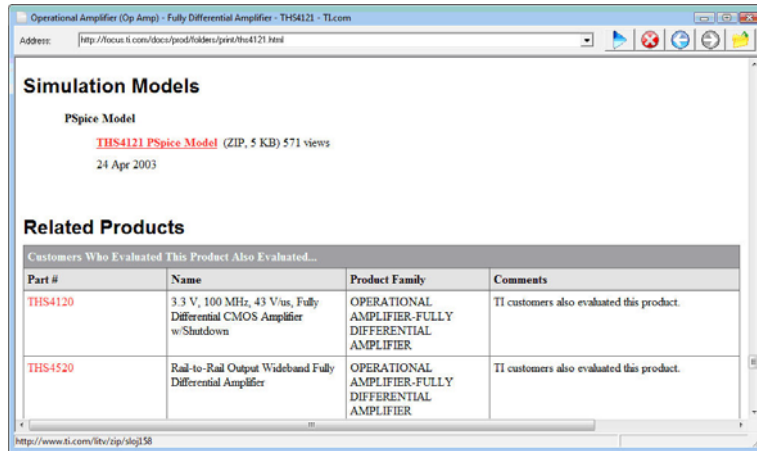 Operational Amplifier (Op Amp) - Fully Differential Amplifier - THS4121 - TI.com
Address: http://focus.ti.com/docs/prod/folders/print/ths4121.html
Simulation Models
PSpice Model
THS4121 PSpice Model (ZIP, 5 KB) 571 views
24 Apr 2003
Related Products
Customers Who Evaluated This Product Also Evaluated...
Part # Name Product Family Comments
THS4120 3.3 V, 100 MHz, 43 V/us, Fully OPERATIONAL TI customers also evaluated this product.
Differential CMOS Amplifier AMPLIFIER-FULLY
w/Shutdown DIFFERENTIAL
AMPLIFIER
THS4520 Rail-to-Rail Output Wideband Fully OPERATIONAL TI customers also evaluated this product.
Differential Amplifier AMPLIFIER-FULLY
DIFFERENTIAL
AMPLIFIER
http://www.ti.com/litv/zip/sloj158